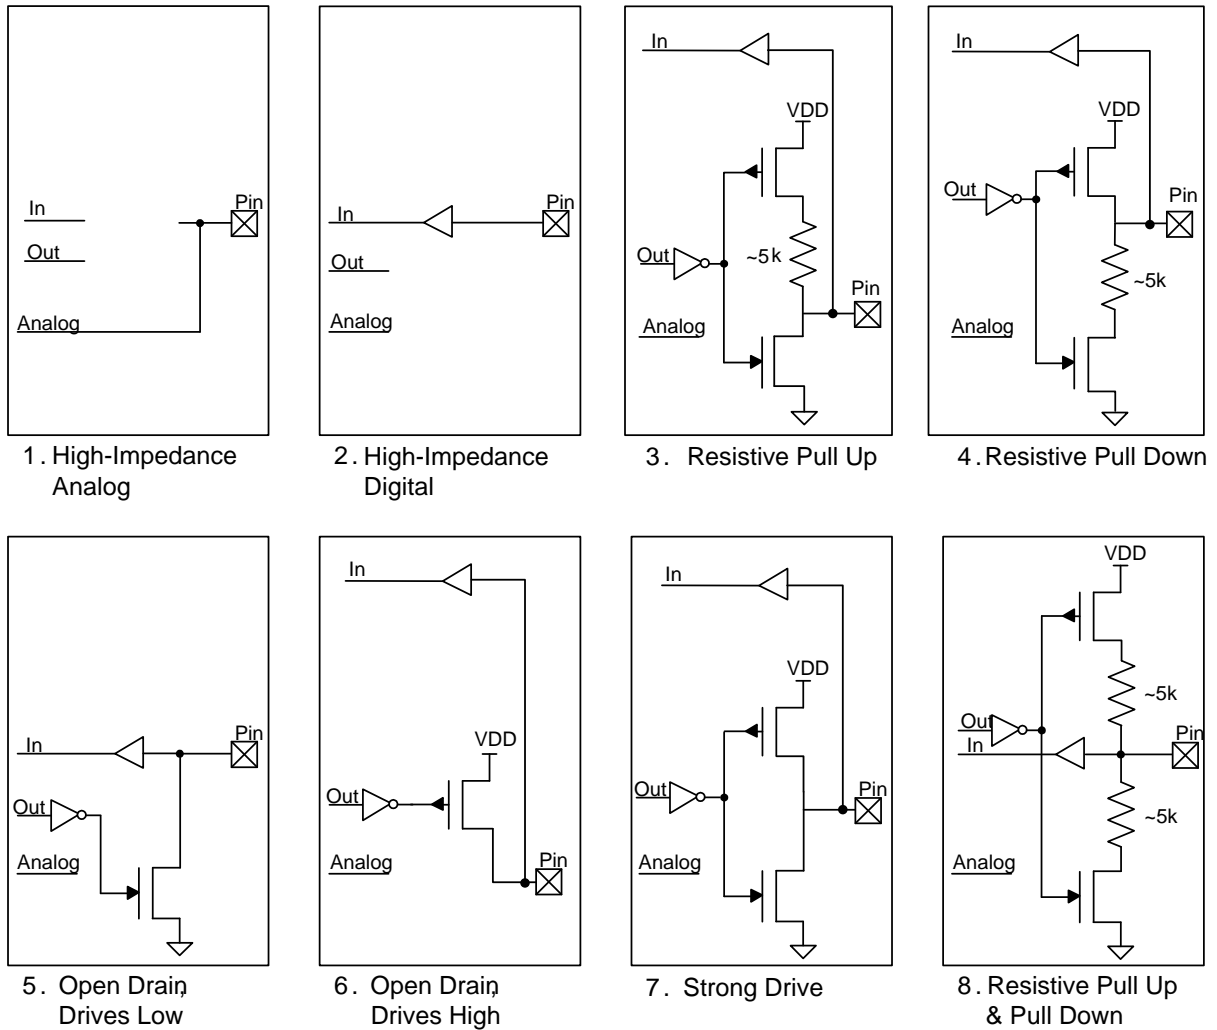 In
Out
Analog
Pin
1. High-Impedance
Analog
In
Out
Analog
Pin
2. High-Impedance
Digital
In
VDD
Out
~5k
Pin
Analog
3. Resistive Pull Up
In
VDD
Out
Pin
~5k
Analog
4. Resistive Pull Down
In
Pin
Out
Analog
5. Open Drain,
Drives Low
In
VDD
Out
Analog
Pin
6. Open Drain,
Drives High
In
VDD
Out
Pin
Analog
7. Strong Drive
VDD
~5k
Out
In
Pin
~5k
Analog
8. Resistive Pull Up
& Pull Down